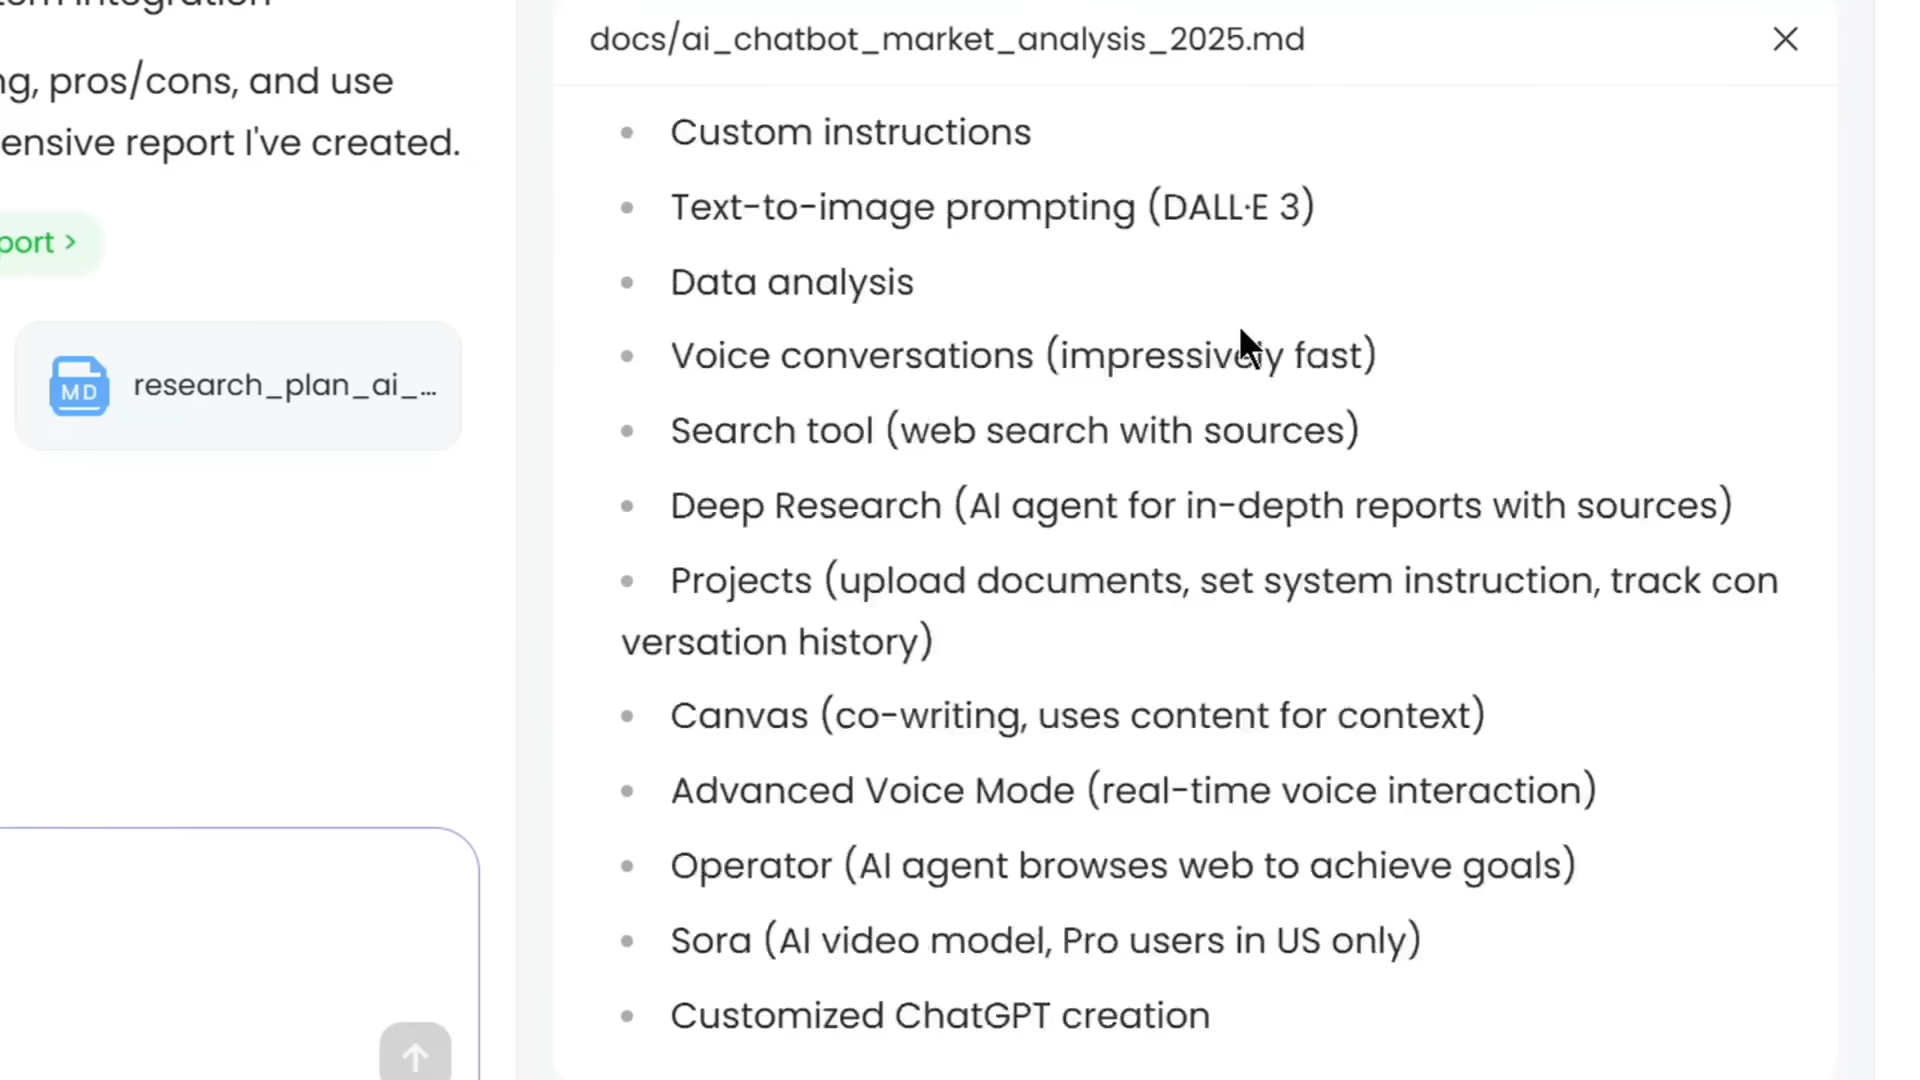 ng, pros/cons, and use
ensive report I've created.
port >
MD
research_plan_ai_...
docs/ai_chatbot_market_analysis_2025.md
• Custom instructions
• Text-to-image prompting (DALL·E 3)
• Data analysis
• Voice conversations (impressively fast)
• Search tool (web search with sources)
• Deep Research (AI agent for in-depth reports with sources)
• Projects (upload documents, set system instruction, track con
versation history)
• Canvas (co-writing, uses content for context)
• Advanced Voice Mode (real-time voice interaction)
• Operator (AI agent browses web to achieve goals)
• Sora (AI video model, Pro users in US only)
• Customized ChatGPT creation